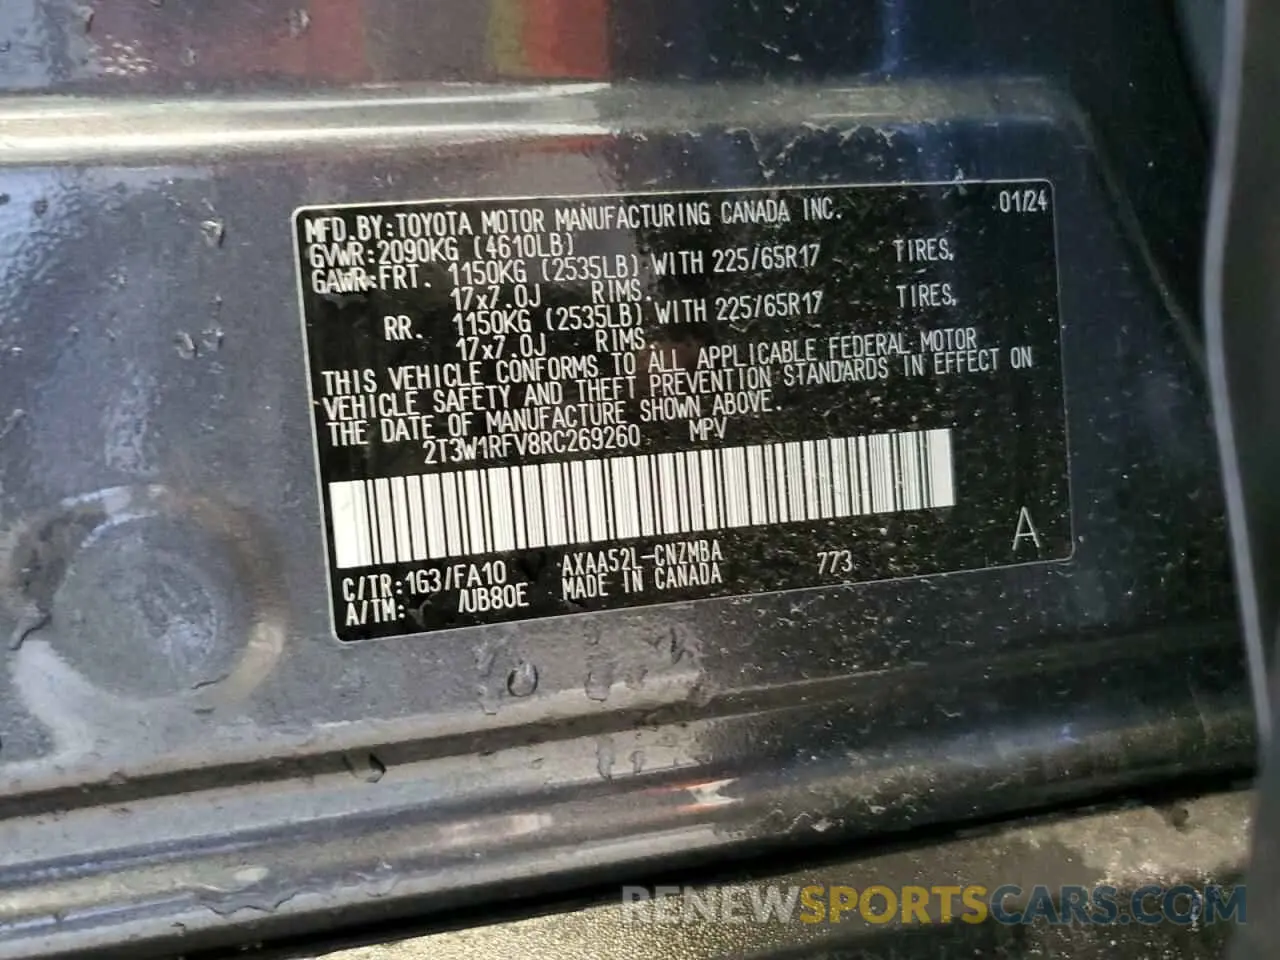 MFD. BY: TOYOTA MOTOR MANUFACTURING CANADA INC. 01/24
GVWR: 2090KG (4610LB)
GAWR: FRT. 1150KG (2535LB) WITH 225/65R17 TIRES,
17x7.0J RIMS.
RR. 1150KG (2535LB) WITH 225/65R17 TIRES,
17x7.0J RIMS.
THIS VEHICLE CONFORMS TO ALL APPLICABLE FEDERAL MOTOR
VEHICLE SAFETY AND THEFT PREVENTION STANDARDS IN EFFECT ON
THE DATE OF MANUFACTURE SHOWN ABOVE.
2T3W1RFV8RC269260 MPV
A
C/TR: 1G3/FA10 AXAA52L-CNZMBA 773
A/TM: /UB80E MADE IN CANADA
RENEWSPORTSCARS.COM